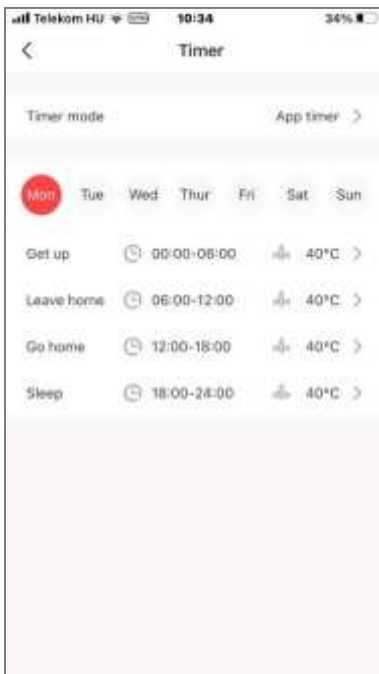 Telekom HU VPN 10:34 34%
Timer
Timer mode App timer
Mon Tue Wed Thur Fri Sat Sun
Get up 00:00-06:00 40°C
Leave home 06:00-12:00 40°C
Go home 12:00-18:00 40°C
Sleep 18:00-24:00 40°C